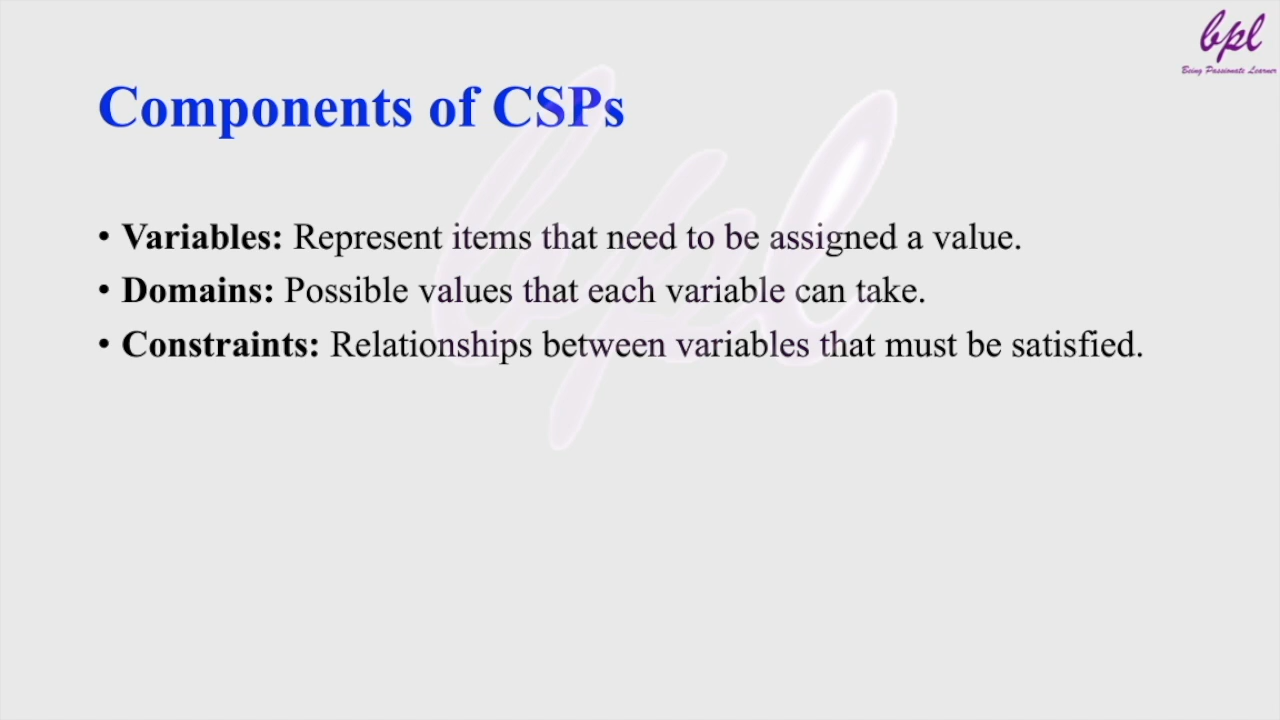 bpl
Being Passionate Learner
Components of CSPs
• Variables: Represent items that need to be assigned a value.
• Domains: Possible values that each variable can take.
• Constraints: Relationships between variables that must be satisfied.
bpl